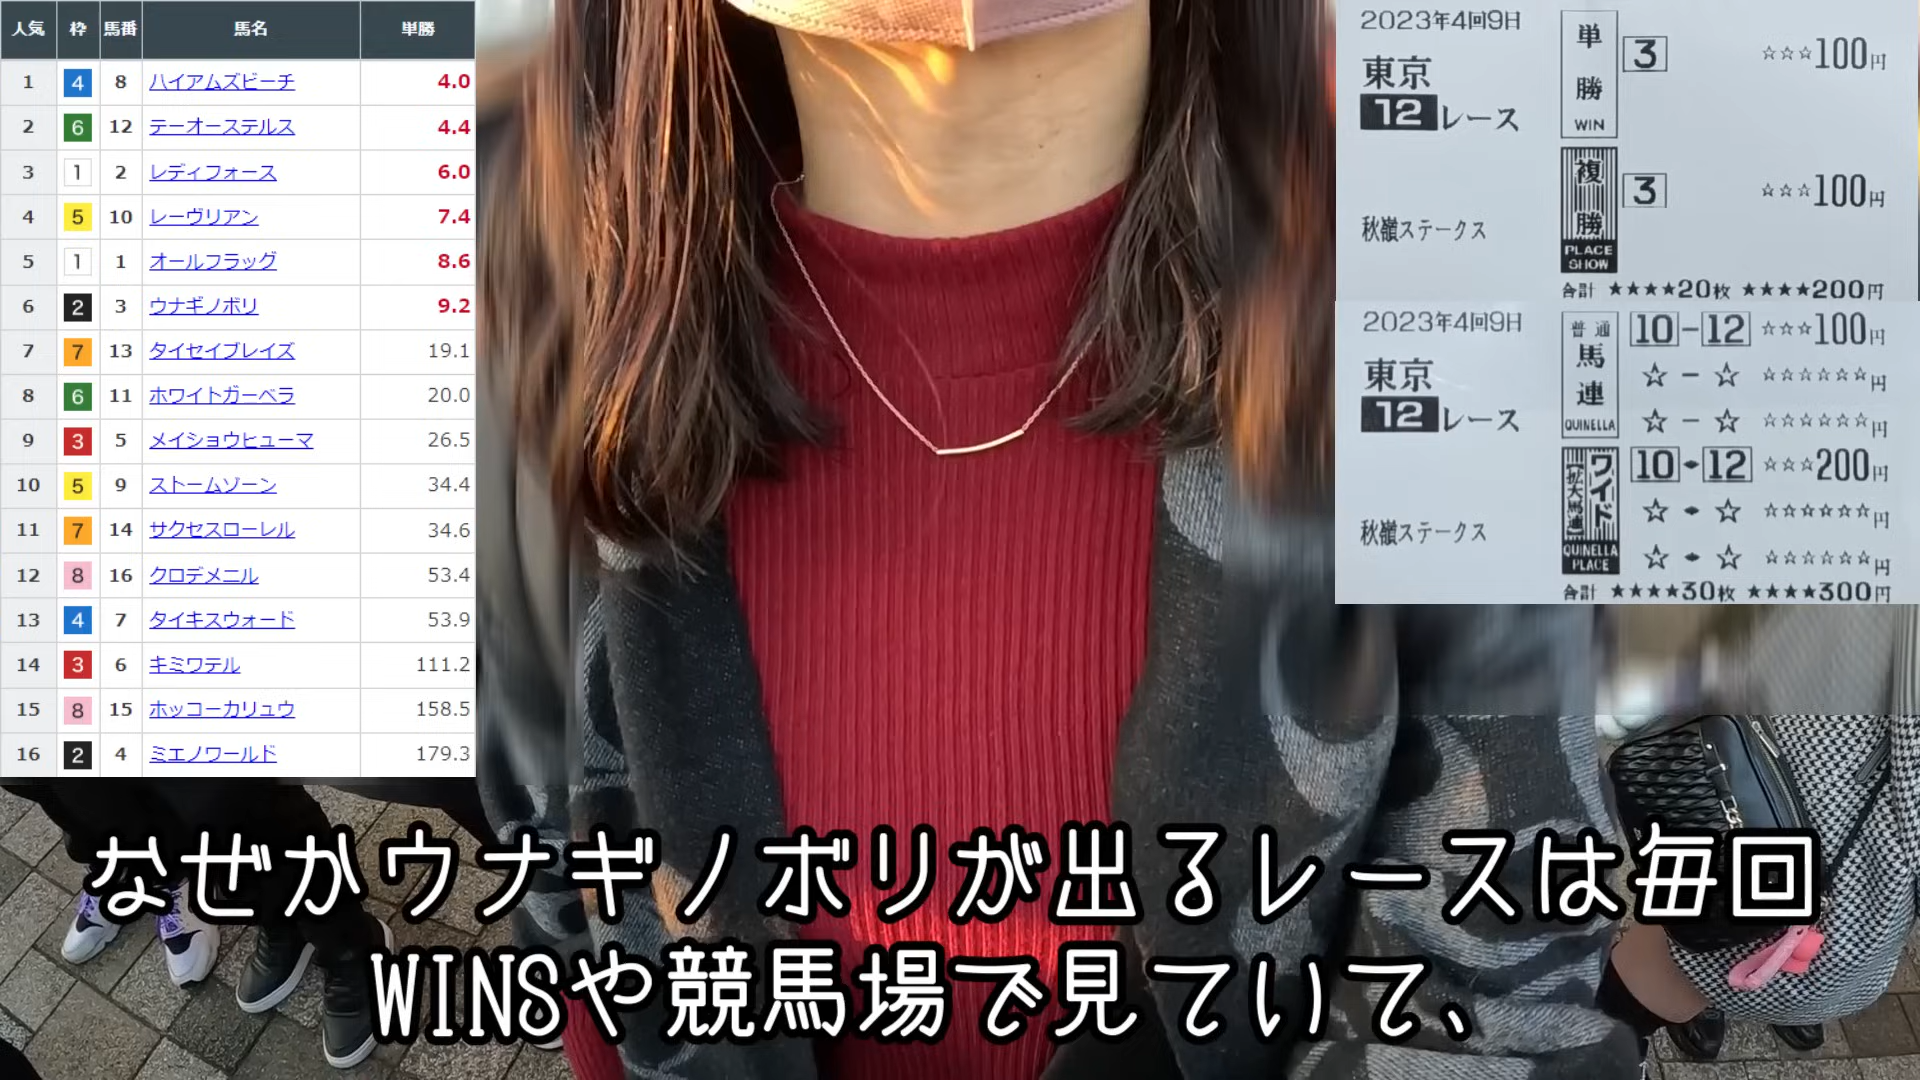 人気 枠 馬番 馬名 単勝
1 4 8 ハイアムズビーチ 4.0
2 6 12 テーオーステルス 4.4
3 1 2 レディフォース 6.0
4 5 10 レーヴリアン 7.4
5 1 1 オールフラッグ 8.6
6 2 3 ウナギノボリ 9.2
7 7 13 タイセイブレイズ 19.1
8 6 11 ホワイトガーベラ 20.0
9 3 5 メイショウヒューマ 26.5
10 5 9 ストームゾーン 34.4
11 7 14 サクセスローレル 34.6
12 8 16 クロデメニル 53.4
13 4 7 タイキスウォード 53.9
14 3 6 キミワテル 111.2
15 8 15 ホッコーカリュウ 158.5
16 2 4 ミエノワールド 179.3
2023年4回9日
東京
12レース
秋嶺ステークス
単勝 WIN 3 ☆☆☆100円
複勝 PLACE SHOW 3 ☆☆☆100円
合計 ★★★★20枚 ★★★★200円
2023年4回9日
東京
12レース
秋嶺ステークス
普通馬連 QUINELLA 10-12 ☆☆☆100円
☆-☆ ☆☆☆☆☆☆円
☆-☆ ☆☆☆☆☆☆円
ワイド 【拡大馬連】 QUINELLA PLACE 10◆12 ☆☆☆200円
☆◆☆ ☆☆☆☆☆☆円
☆◆☆ ☆☆☆☆☆☆円
合計 ★★★★30枚 ★★★★300円
なぜかウナギノボリが出るレースは毎回
WINSや競馬場で見ていて、